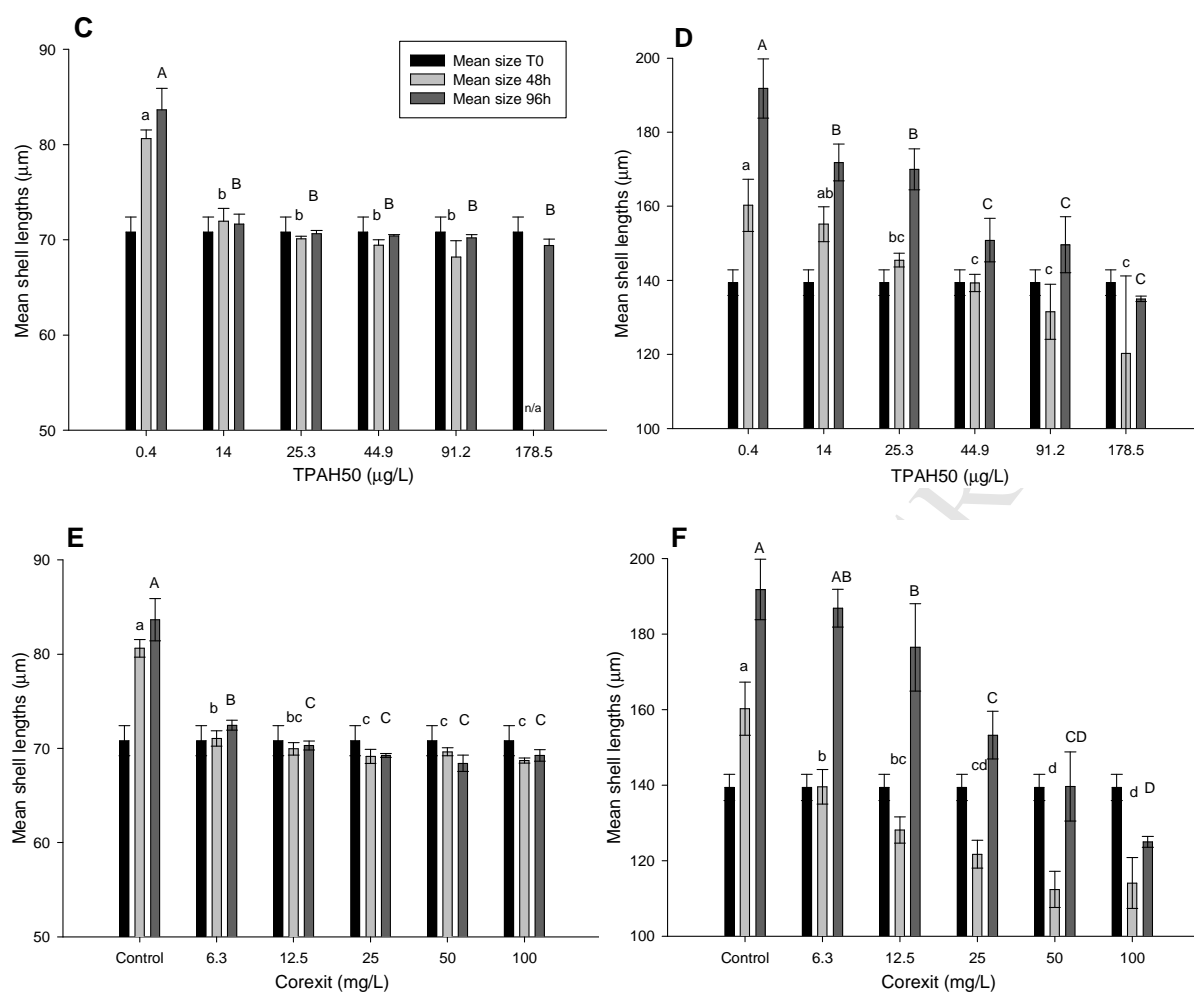 C
90
80
70
60
50
Mean shell lengths (μm)
Mean size T0
Mean size 48h
Mean size 96h
a
A
b
B
b
B
b
B
b
B
n/a
B
0.4
14
25.3
44.9
91.2
178.5
TPAH50 (μg/L)
D
200
180
160
140
120
100
Mean shell lengths (μm)
a
A
ab
B
bc
B
c
C
c
C
c
C
0.4
14
25.3
44.9
91.2
178.5
TPAH50 (μg/L)
E
90
80
70
60
50
Mean shell lengths (μm)
a
A
b
B
bc
C
c
C
c
C
c
C
Control
6.3
12.5
25
50
100
Corexit (mg/L)
F
200
180
160
140
120
100
Mean shell lengths (μm)
a
A
b
AB
bc
B
cd
C
d
CD
d
D
Control
6.3
12.5
25
50
100
Corexit (mg/L)